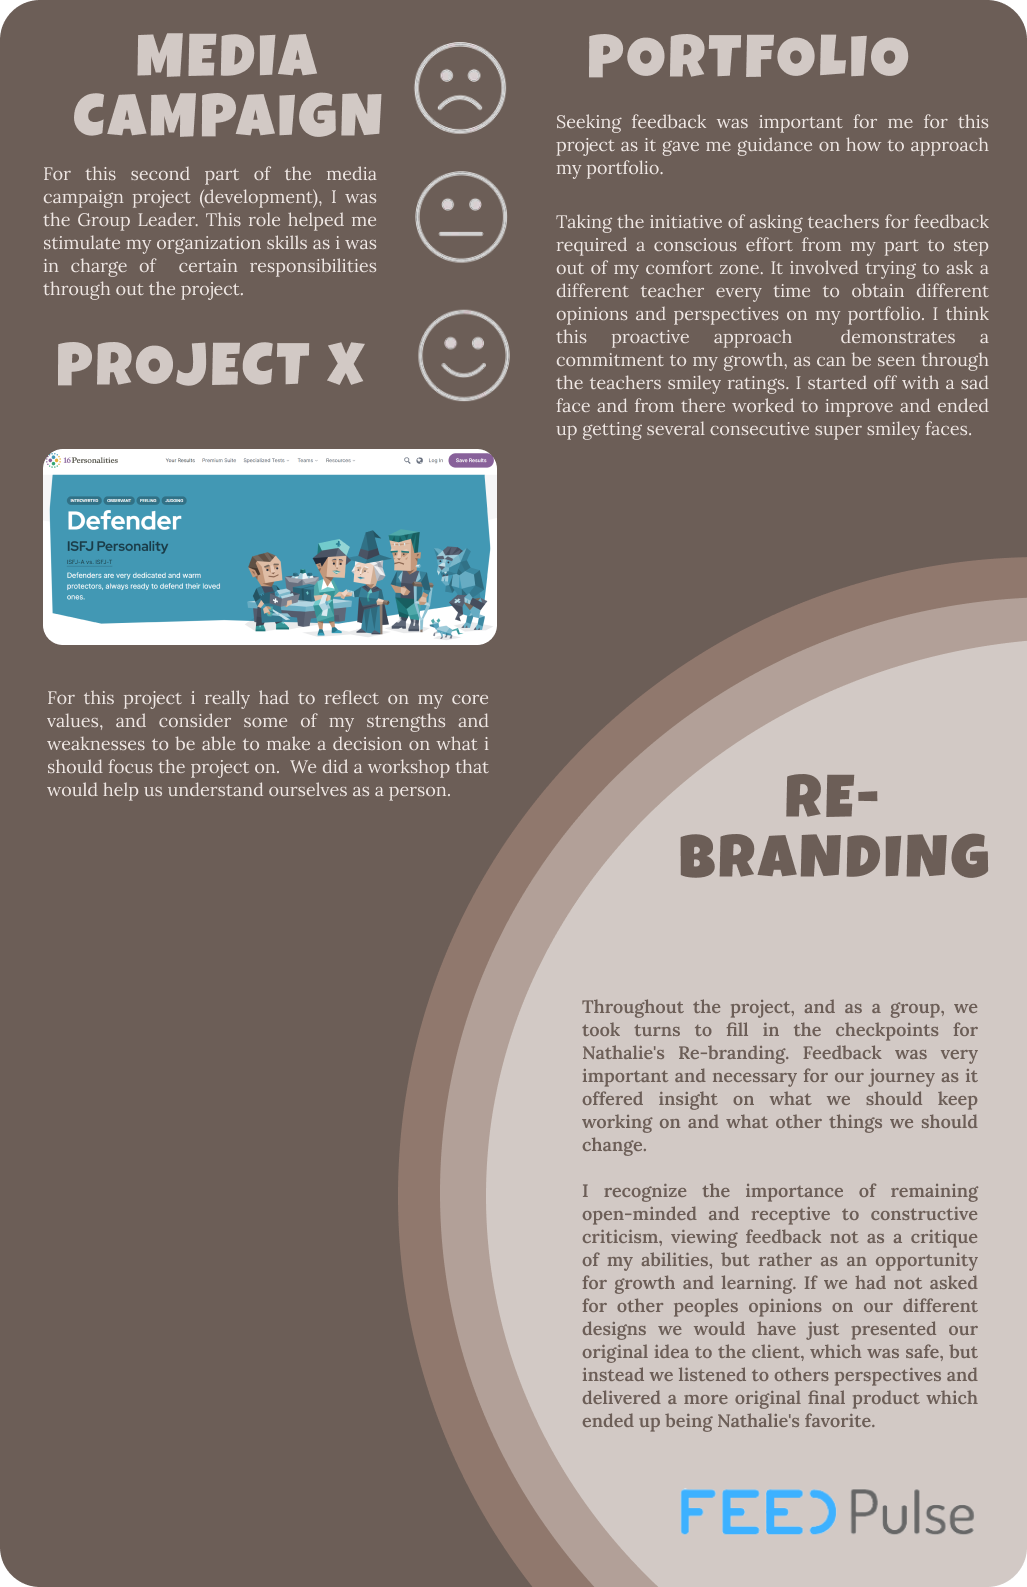 MEDIA
CAMPAIGN
For this second part of the media
campaign project (development), I was
the Group Leader. This role helped me
stimulate my organization skills as i was
in charge of certain responsibilities
through out the project.
PROJECT X
16Personalities
Your Results Premium Suite Specialized Tests Teams Resources Log In Save Results
INTROVERTED OBSERVANT FEELING JUDGING
Defender
ISFJ Personality
ISFJ-A vs. ISFJ-T
Defenders are very dedicated and warm
protectors, always ready to defend their loved
ones.
For this project i really had to reflect on my core
values, and consider some of my strengths and
weaknesses to be able to make a decision on what i
should focus the project on. We did a workshop that
would help us understand ourselves as a person.
PORTFOLIO
Seeking feedback was important for me for this
project as it gave me guidance on how to approach
my portfolio.
Taking the initiative of asking teachers for feedback
required a conscious effort from my part to step
out of my comfort zone. It involved trying to ask a
different teacher every time to obtain different
opinions and perspectives on my portfolio. I think
this proactive approach demonstrates a
commitment to my growth, as can be seen through
the teachers smiley ratings. I started off with a sad
face and from there worked to improve and ended
up getting several consecutive super smiley faces.
RE-
BRANDING
Throughout the project, and as a group, we
took turns to fill in the checkpoints for
Nathalie's Re-branding. Feedback was very
important and necessary for our journey as it
offered insight on what we should keep
working on and what other things we should
change.
I recognize the importance of remaining
open-minded and receptive to constructive
criticism, viewing feedback not as a critique
of my abilities, but rather as an opportunity
for growth and learning. If we had not asked
for other peoples opinions on our different
designs we would have just presented our
original idea to the client, which was safe, but
instead we listened to others perspectives and
delivered a more original final product which
ended up being Nathalie's favorite.
FEED Pulse